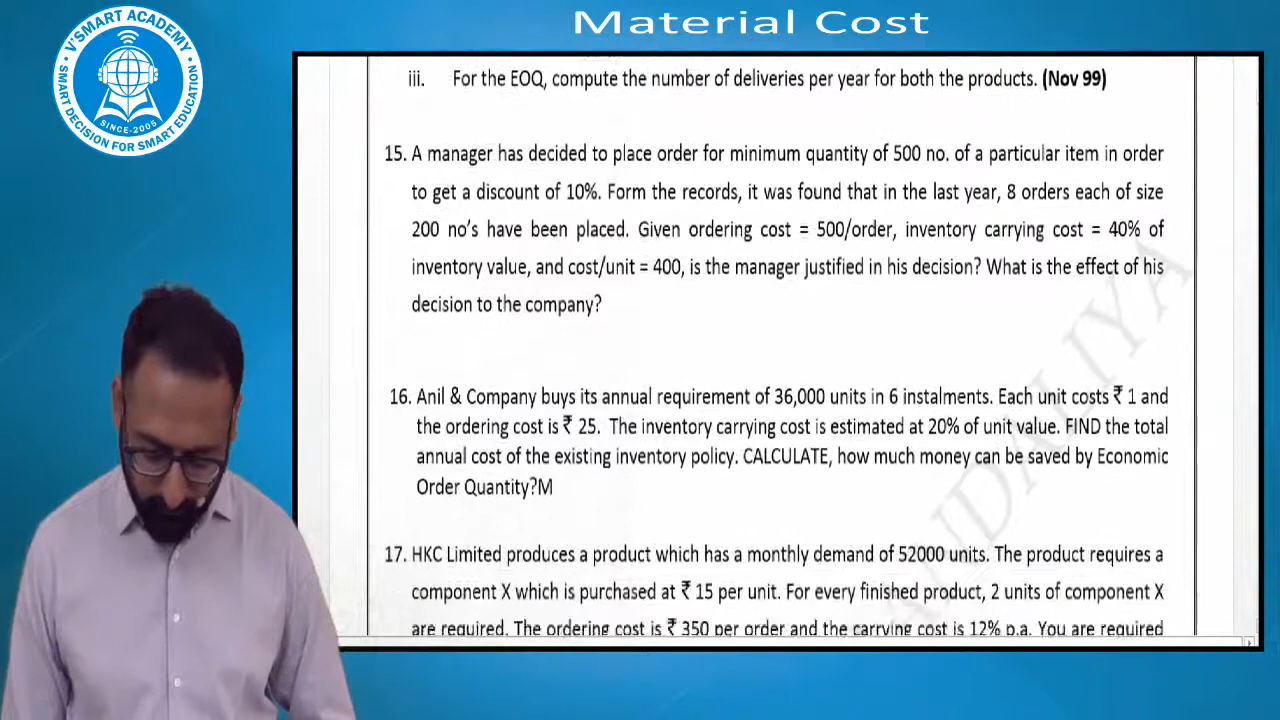 Material Cost
V'SMART ACADEMY
SINCE-2005
SMART DECISION FOR SMART EDUCATION
iii. For the EOQ, compute the number of deliveries per year for both the products. (Nov 99)
15. A manager has decided to place order for minimum quantity of 500 no. of a particular item in order
to get a discount of 10%. Form the records, it was found that in the last year, 8 orders each of size
200 no's have been placed. Given ordering cost = 500/order, inventory carrying cost = 40% of
inventory value, and cost/unit = 400, is the manager justified in his decision? What is the effect of his
decision to the company?
16. Anil & Company buys its annual requirement of 36,000 units in 6 instalments. Each unit costs ₹ 1 and
the ordering cost is ₹ 25. The inventory carrying cost is estimated at 20% of unit value. FIND the total
annual cost of the existing inventory policy. CALCULATE, how much money can be saved by Economic
Order Quantity?M
17. HKC Limited produces a product which has a monthly demand of 52000 units. The product requires a
component X which is purchased at ₹ 15 per unit. For every finished product, 2 units of component X
are required. The ordering cost is ₹ 350 per order and the carrying cost is 12% p.a. You are required